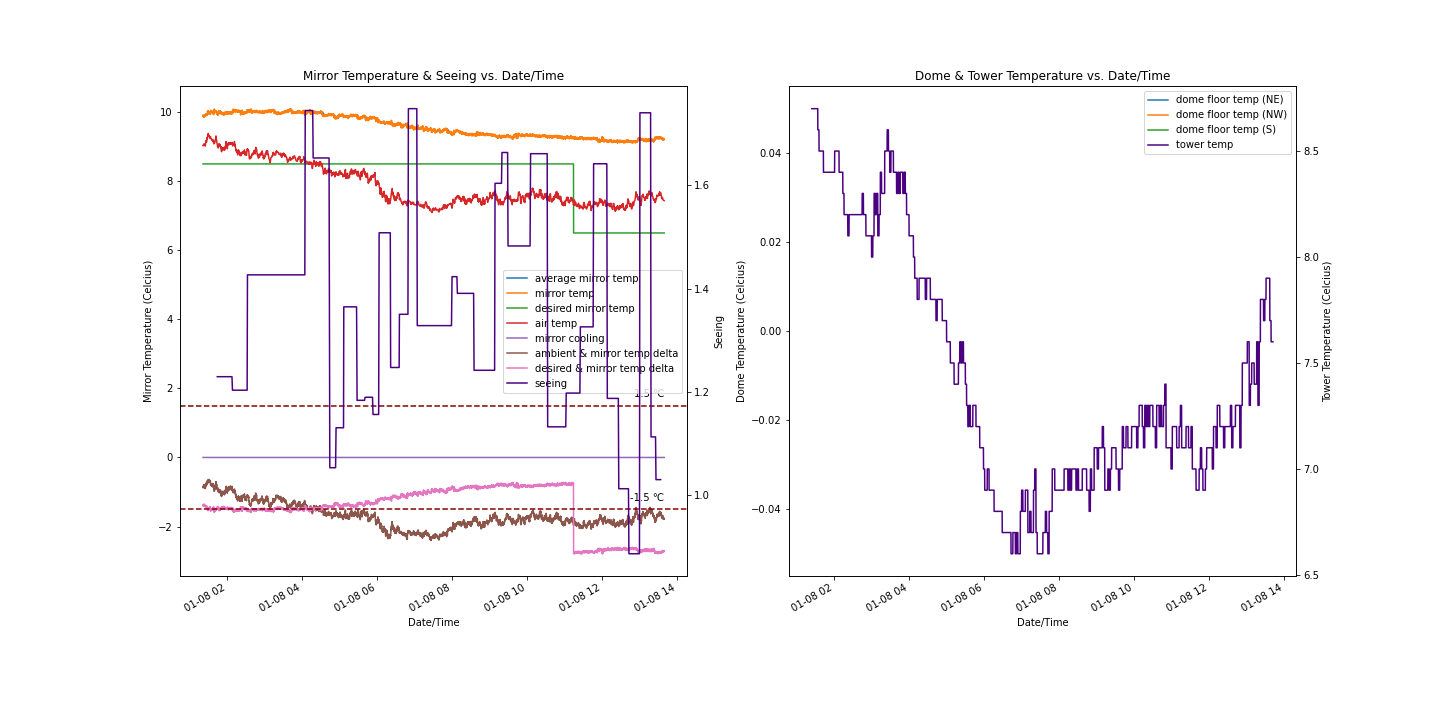 Mirror Temperature & Seeing vs. Date/Time
Mirror Temperature (Celcius)
10
8
6
4
2
0
−2
average mirror temp
mirror temp
desired mirror temp
air temp
mirror cooling
ambient & mirror temp delta
desired & mirror temp delta
seeing
1.5 °C
-1.5 °C
1.6
1.4
1.2
1.0
Seeing
01-08 02
01-08 04
01-08 06
01-08 08
01-08 10
01-08 12
01-08 14
Date/Time
Dome & Tower Temperature vs. Date/Time
Dome Temperature (Celcius)
0.04
0.02
0.00
−0.02
−0.04
dome floor temp (NE)
dome floor temp (NW)
dome floor temp (S)
tower temp
8.5
8.0
7.5
7.0
6.5
Tower Temperature (Celcius)
01-08 02
01-08 04
01-08 06
01-08 08
01-08 10
01-08 12
01-08 14
Date/Time